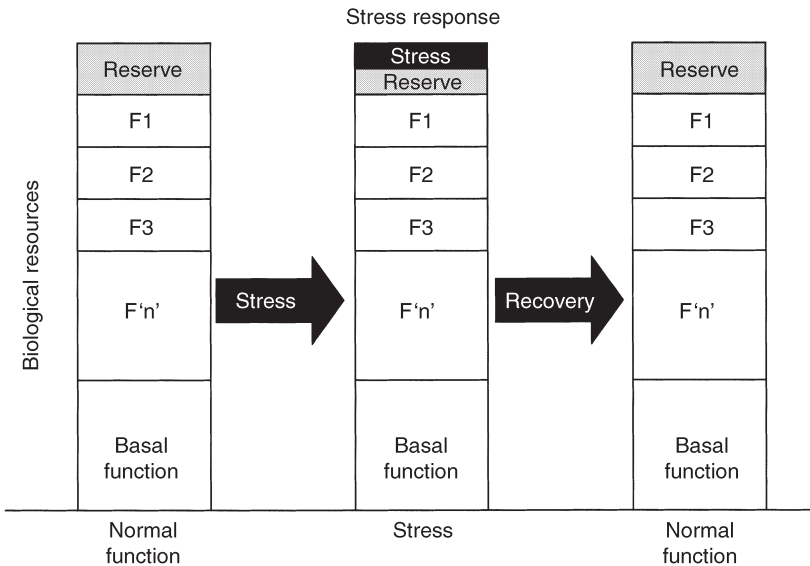 Stress response
Biological resources
Reserve
F1
F2
F3
F‘n’
Basal
function
Normal
function
Stress
Stress
Reserve
F1
F2
F3
F‘n’
Basal
function
Stress
Recovery
Reserve
F1
F2
F3
F‘n’
Basal
function
Normal
function